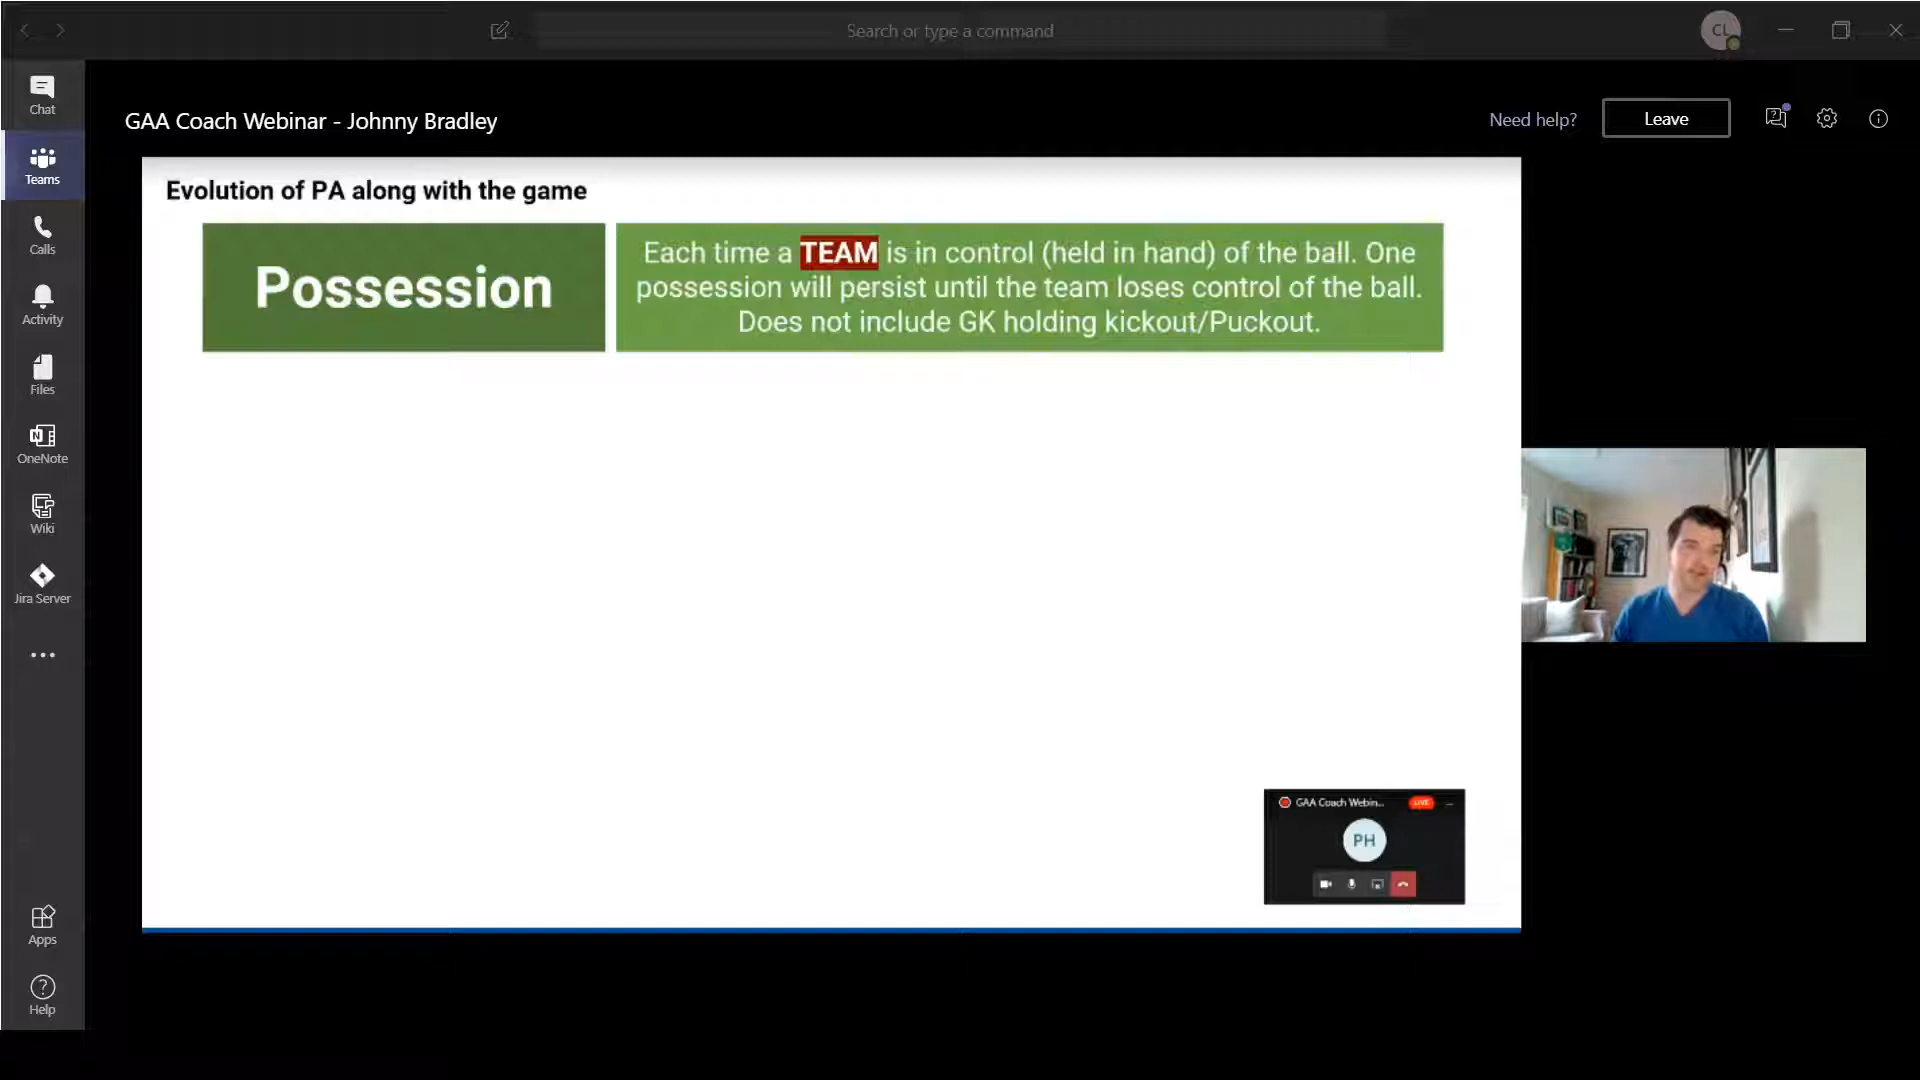 Search or type a command
CL
Chat
Teams
Calls
Activity
Files
OneNote
Wiki
Jira Server
Apps
Help
GAA Coach Webinar - Johnny Bradley
Need help?
Leave
Evolution of PA along with the game
Possession
Each time a TEAM is in control (held in hand) of the ball. One
possession will persist until the team loses control of the ball.
Does not include GK holding kickout/Puckout.
GAA Coach Webin...
LIVE
PH